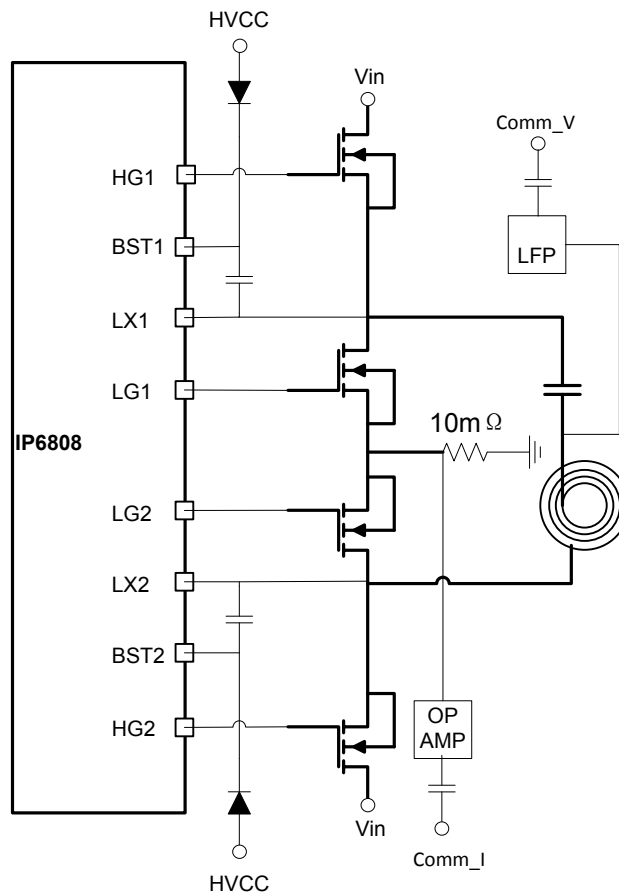 HVCC
Vin
Comm_V
HG1
LFP
BST1
LX1
LG1
10mΩ
IP6808
LG2
LX2
BST2
OP
AMP
HG2
Vin
Comm_I
HVCC